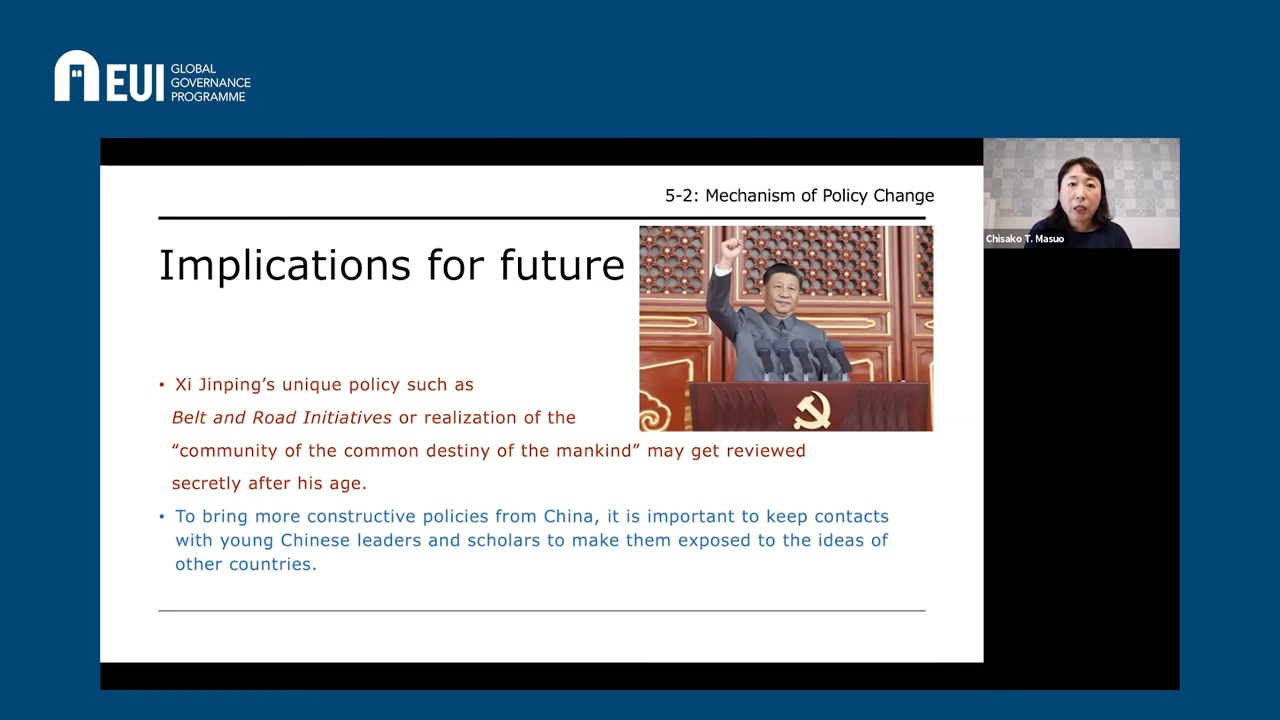 EUI
GLOBAL
GOVERNANCE
PROGRAMME
5-2: Mechanism of Policy Change
Implications for future
• Xi Jinping’s unique policy such as
Belt and Road Initiatives or realization of the
“community of the common destiny of the mankind” may get reviewed
secretly after his age.
• To bring more constructive policies from China, it is important to keep contacts
with young Chinese leaders and scholars to make them exposed to the ideas of
other countries.
Chisako T. Masuo